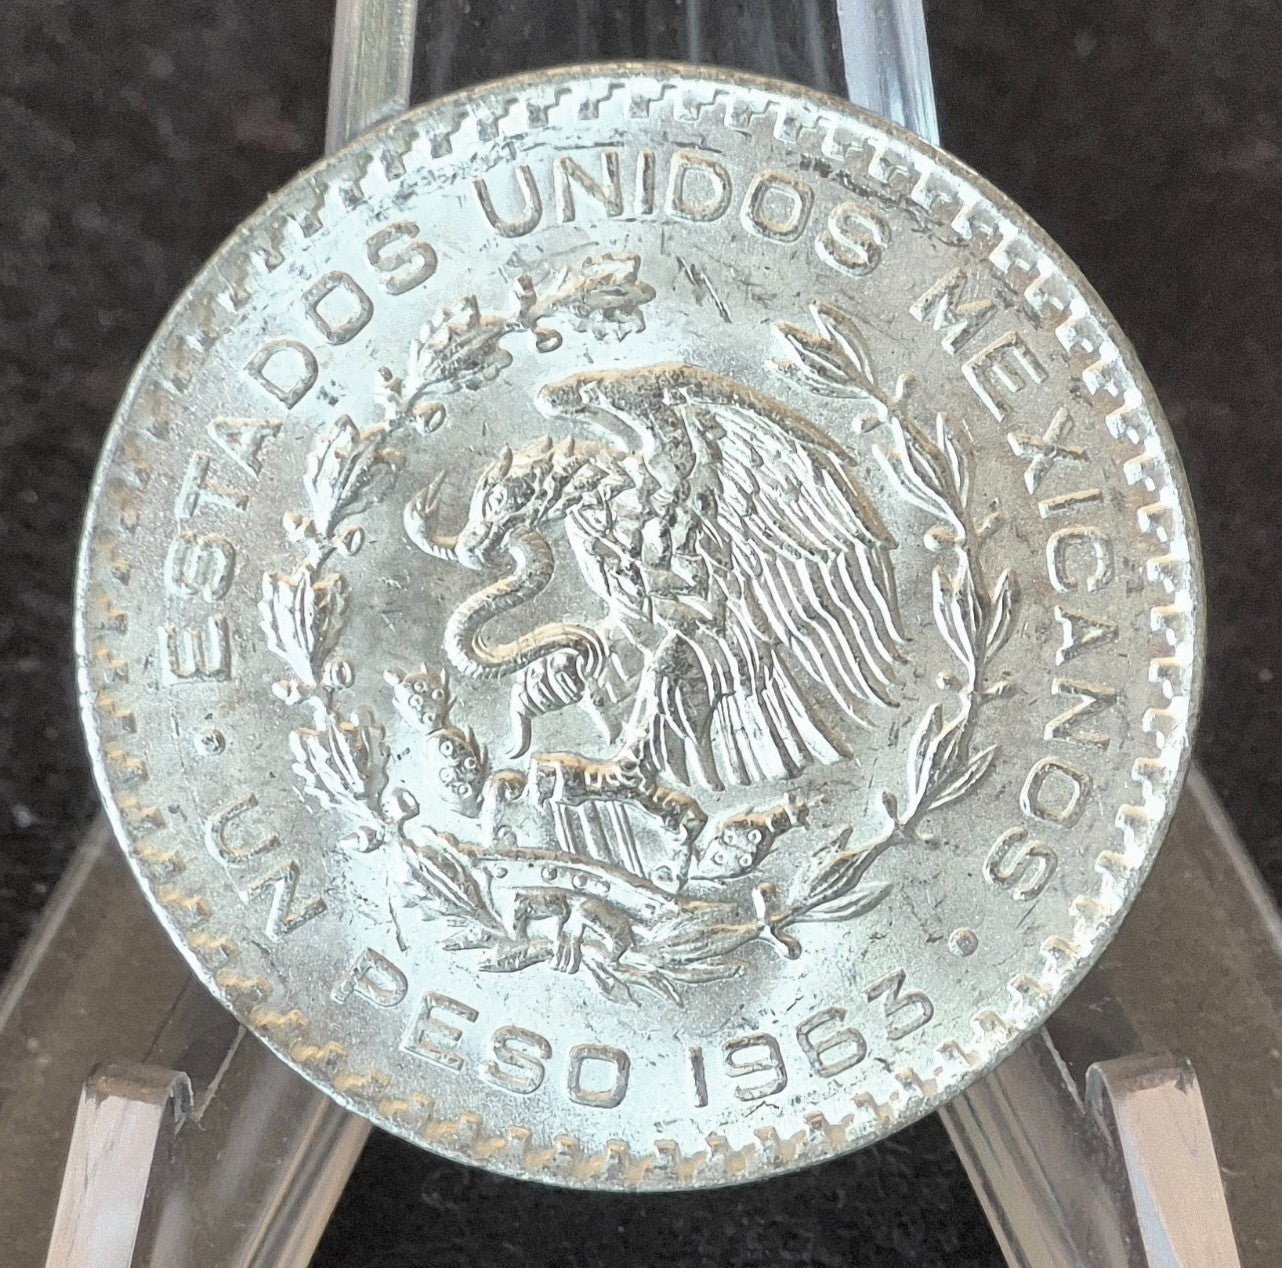 ESTADOS UNIDOS MEXICANOS
· UN PESO 1963 ·